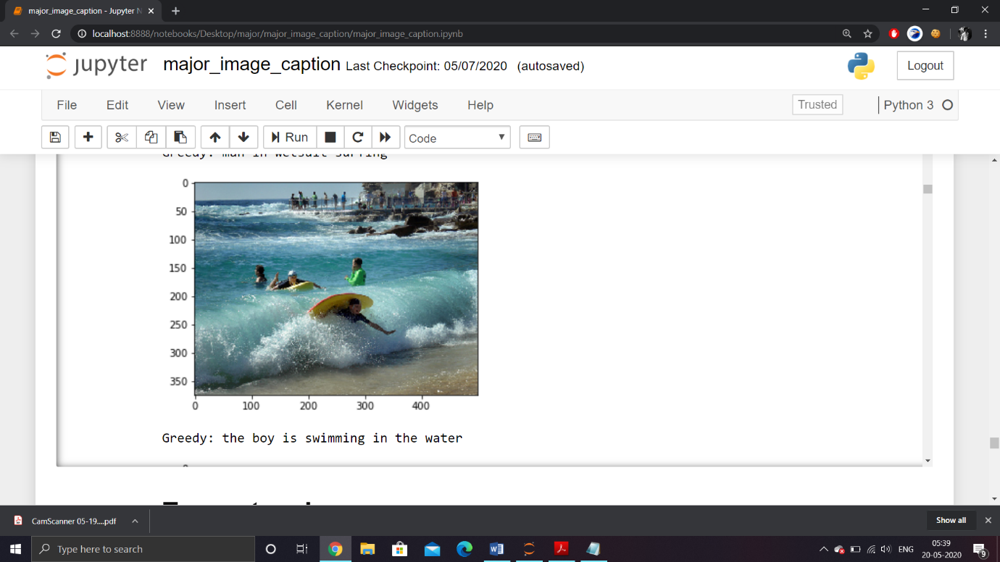 major_image_caption - Jupyter N
localhost:8888/notebooks/Desktop/major/major_image_caption/major_image_caption.ipynb
jupyter major_image_caption Last Checkpoint: 05/07/2020 (autosaved)
Logout
File Edit View Insert Cell Kernel Widgets Help
Trusted
Python 3
Run
Code
Greedy: man in wetsuit surfing
0
50
100
150
200
250
300
350
0 100 200 300 400
Greedy: the boy is swimming in the water
CamScanner 05-19....pdf
Show all
Type here to search
ENG
05:39
20-05-2020
9